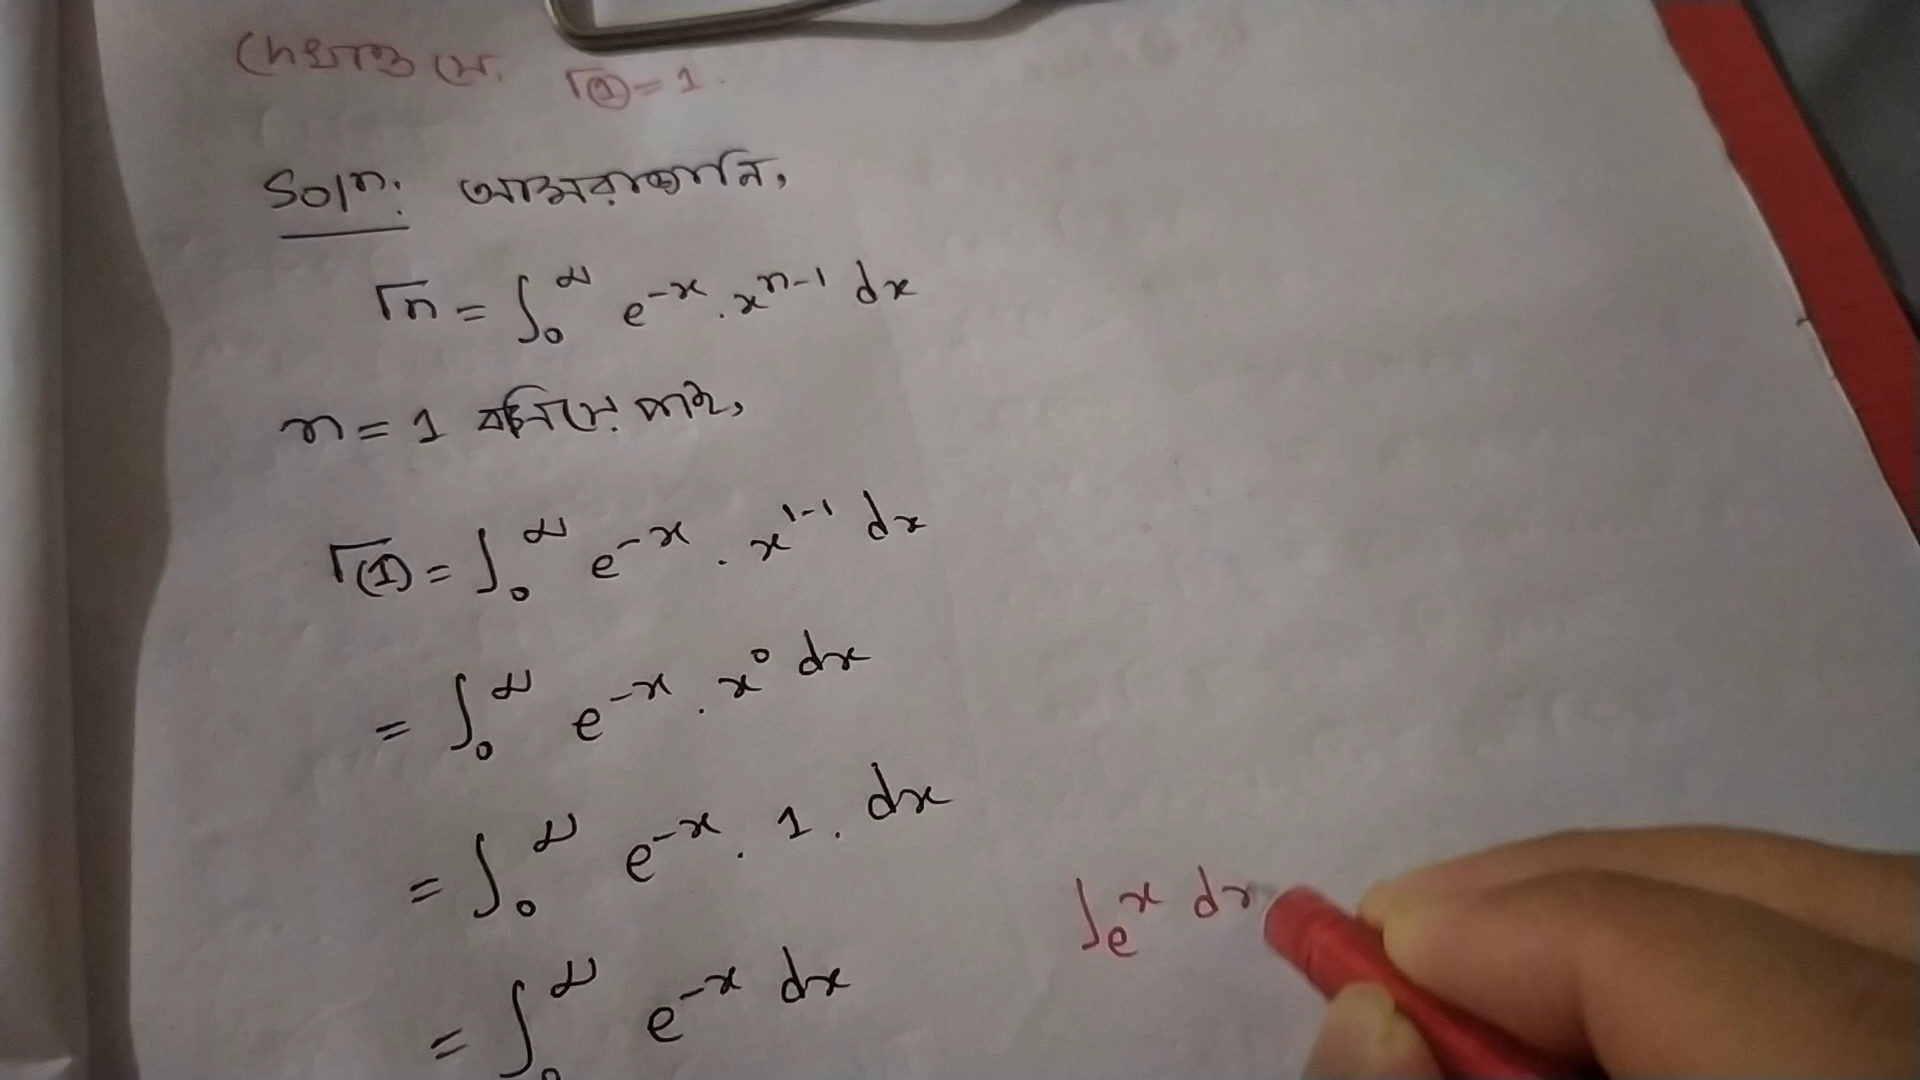 দেখাও যে, Γ(1) = 1.
Soln: আমরা জানি,
Γn = ∫₀^∞ e^{-x} . x^{n-1} dx
n = 1 বসিয়ে পাই,
Γ(1) = ∫₀^∞ e^{-x} . x^{1-1} dx
= ∫₀^∞ e^{-x} . x^0 dx
= ∫₀^∞ e^{-x} . 1 . dx
= ∫₀^∞ e^{-x} dx
∫e^x dx